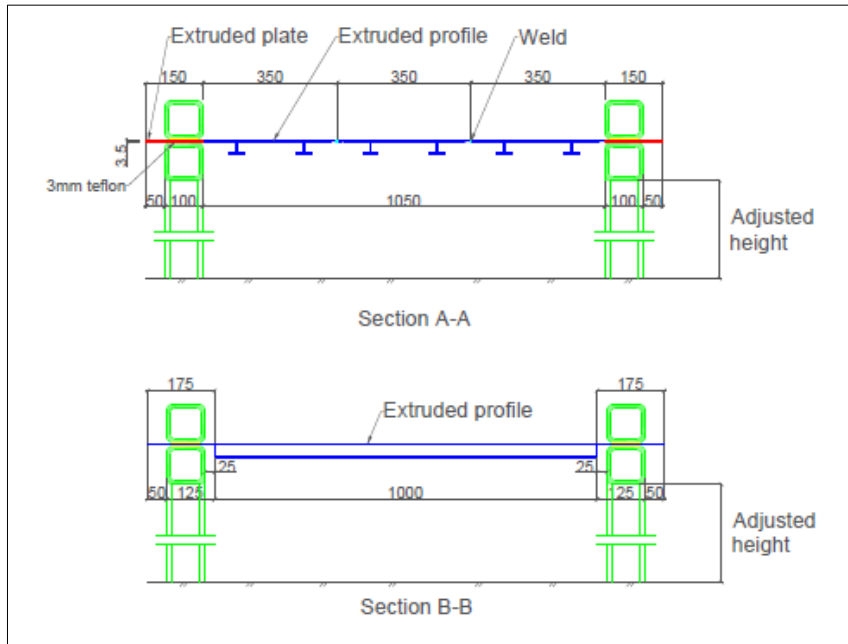 Extruded plate
Extruded profile
Weld
150
350
350
350
150
3.5
3mm teflon
50
100
1050
100
50
Adjusted
height
Section A-A
175
175
Extruded profile
25
25
50
125
1000
125
50
Adjusted
height
Section B-B